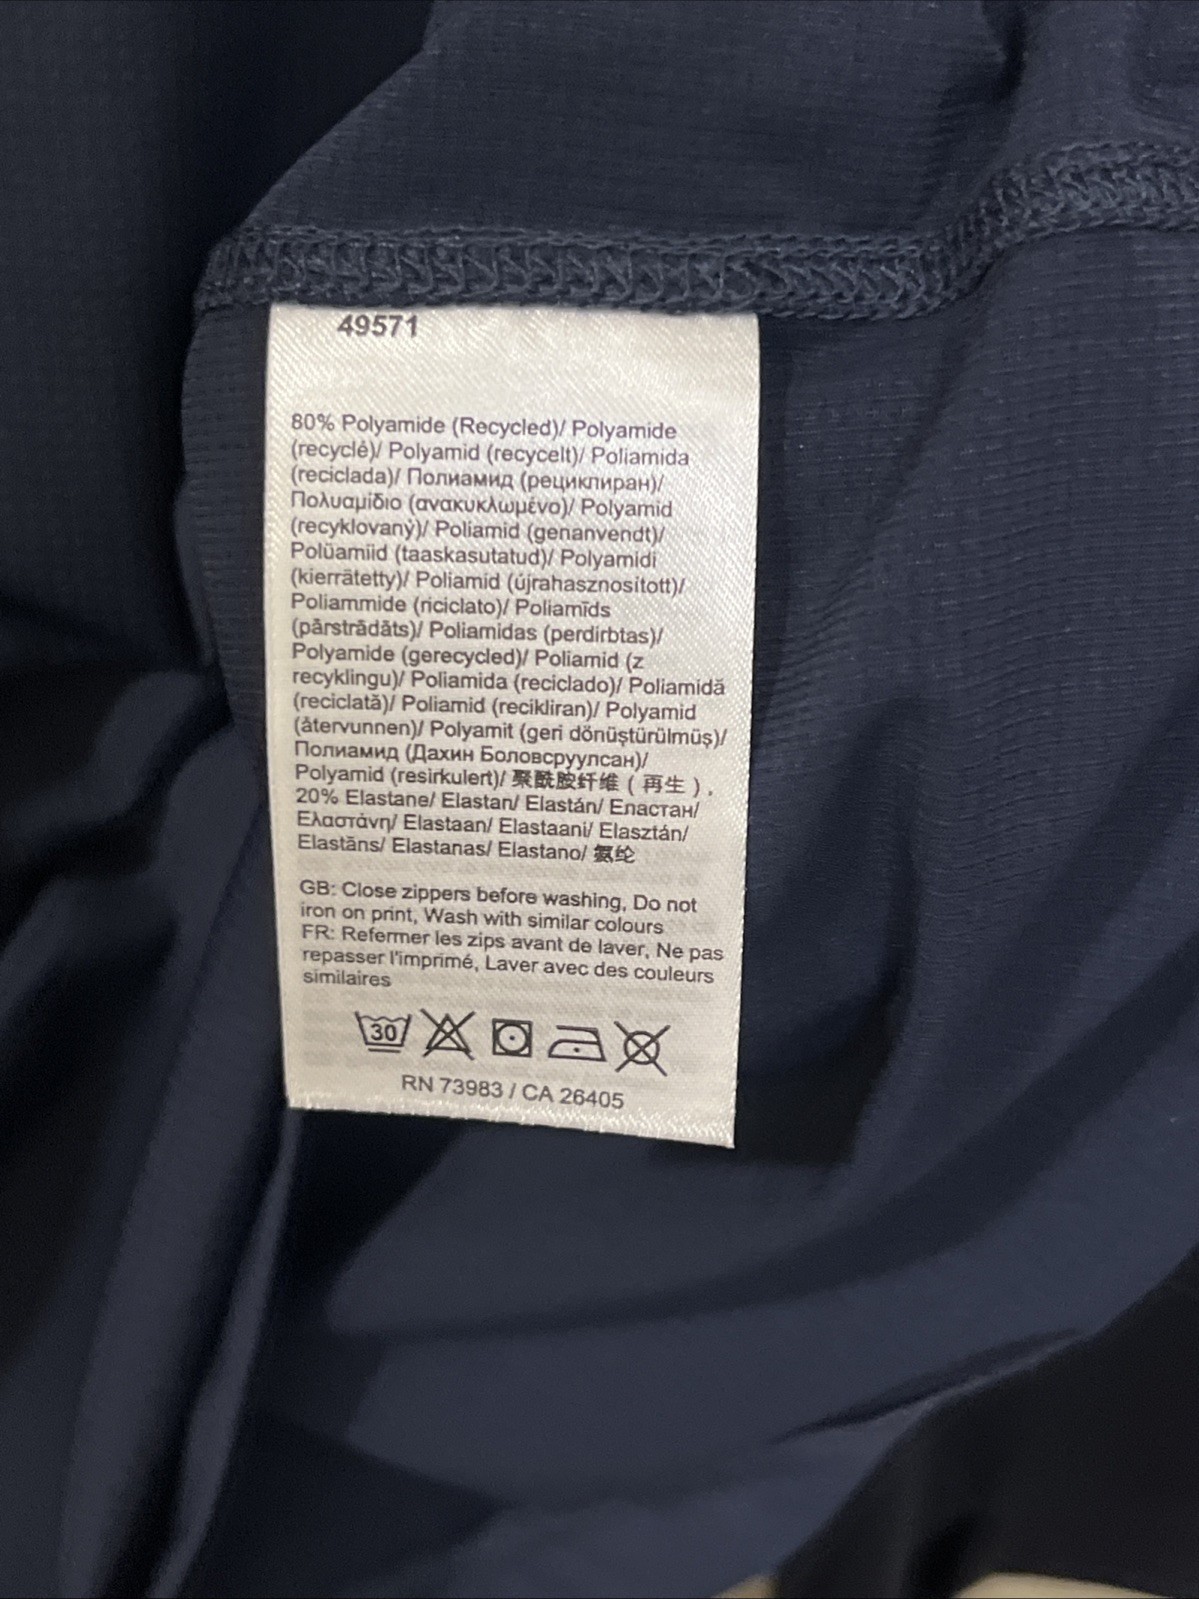 49571
80% Polyamide (Recycled)/ Polyamide
(recyclé)/ Polyamid (recycelt)/ Poliamida
(reciclada)/ Полиамид (рециклиран)/
Πολυαμίδιο (ανακυκλωμένο)/ Polyamid
(recyklovaný)/ Poliamid (genanvendt)/
Polüamiid (taaskasutatud)/ Polyamidi
(kierrätetty)/ Poliamid (újrahasznosított)/
Poliammide (riciclato)/ Poliamīds
(pārstrādāts)/ Poliamidas (perdirbtas)/
Polyamide (gerecycled)/ Poliamid (z
recyklingu)/ Poliamida (reciclado)/ Poliamidă
(reciclată)/ Poliamid (recikliran)/ Polyamid
(återvunnen)/ Polyamit (geri dönüştürülmüş)/
Полиамид (Дахин Боловсруулсан)/
Polyamid (resirkulert)/ 聚酰胺纤维 ( 再生 ) ,
20% Elastane/ Elastan/ Elastán/ Еластан/
Ελαστάνη/ Elastaan/ Elastaani/ Elasztán/
Elastāns/ Elastanas/ Elastano/ 氨纶
GB: Close zippers before washing, Do not
iron on print, Wash with similar colours
FR: Refermer les zips avant de laver, Ne pas
repasser l'imprimé, Laver avec des couleurs
similaires
30
RN 73983 / CA 26405